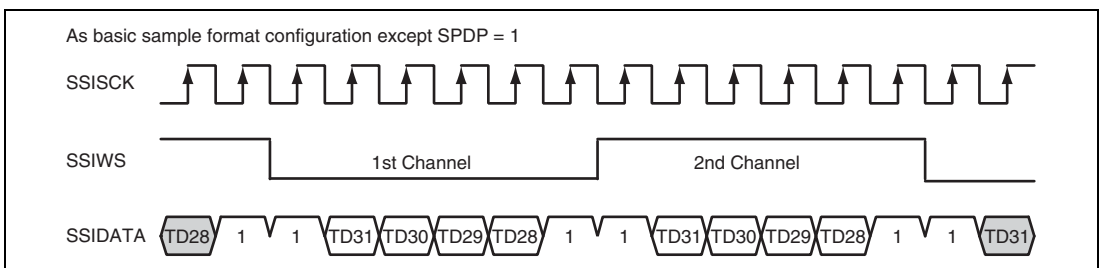 As basic sample format configuration except SPDP = 1
SSISCK
SSIWS 1st Channel 2nd Channel
SSIDATA TD28 1 1 TD31 TD30 TD29 TD28 1 1 TD31 TD30 TD29 TD28 1 1 TD31